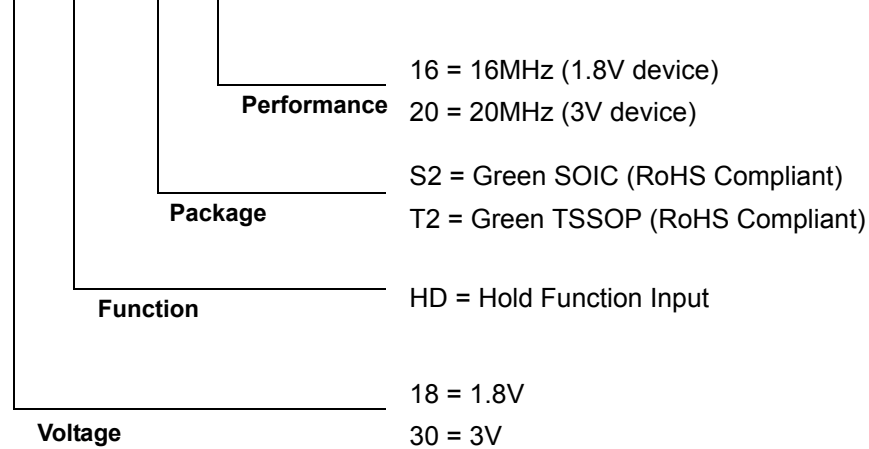 16 = 16MHz (1.8V device)
Performance
20 = 20MHz (3V device)
S2 = Green SOIC (RoHS Compliant)
Package
T2 = Green TSSOP (RoHS Compliant)
HD = Hold Function Input
Function
18 = 1.8V
Voltage
30 = 3V